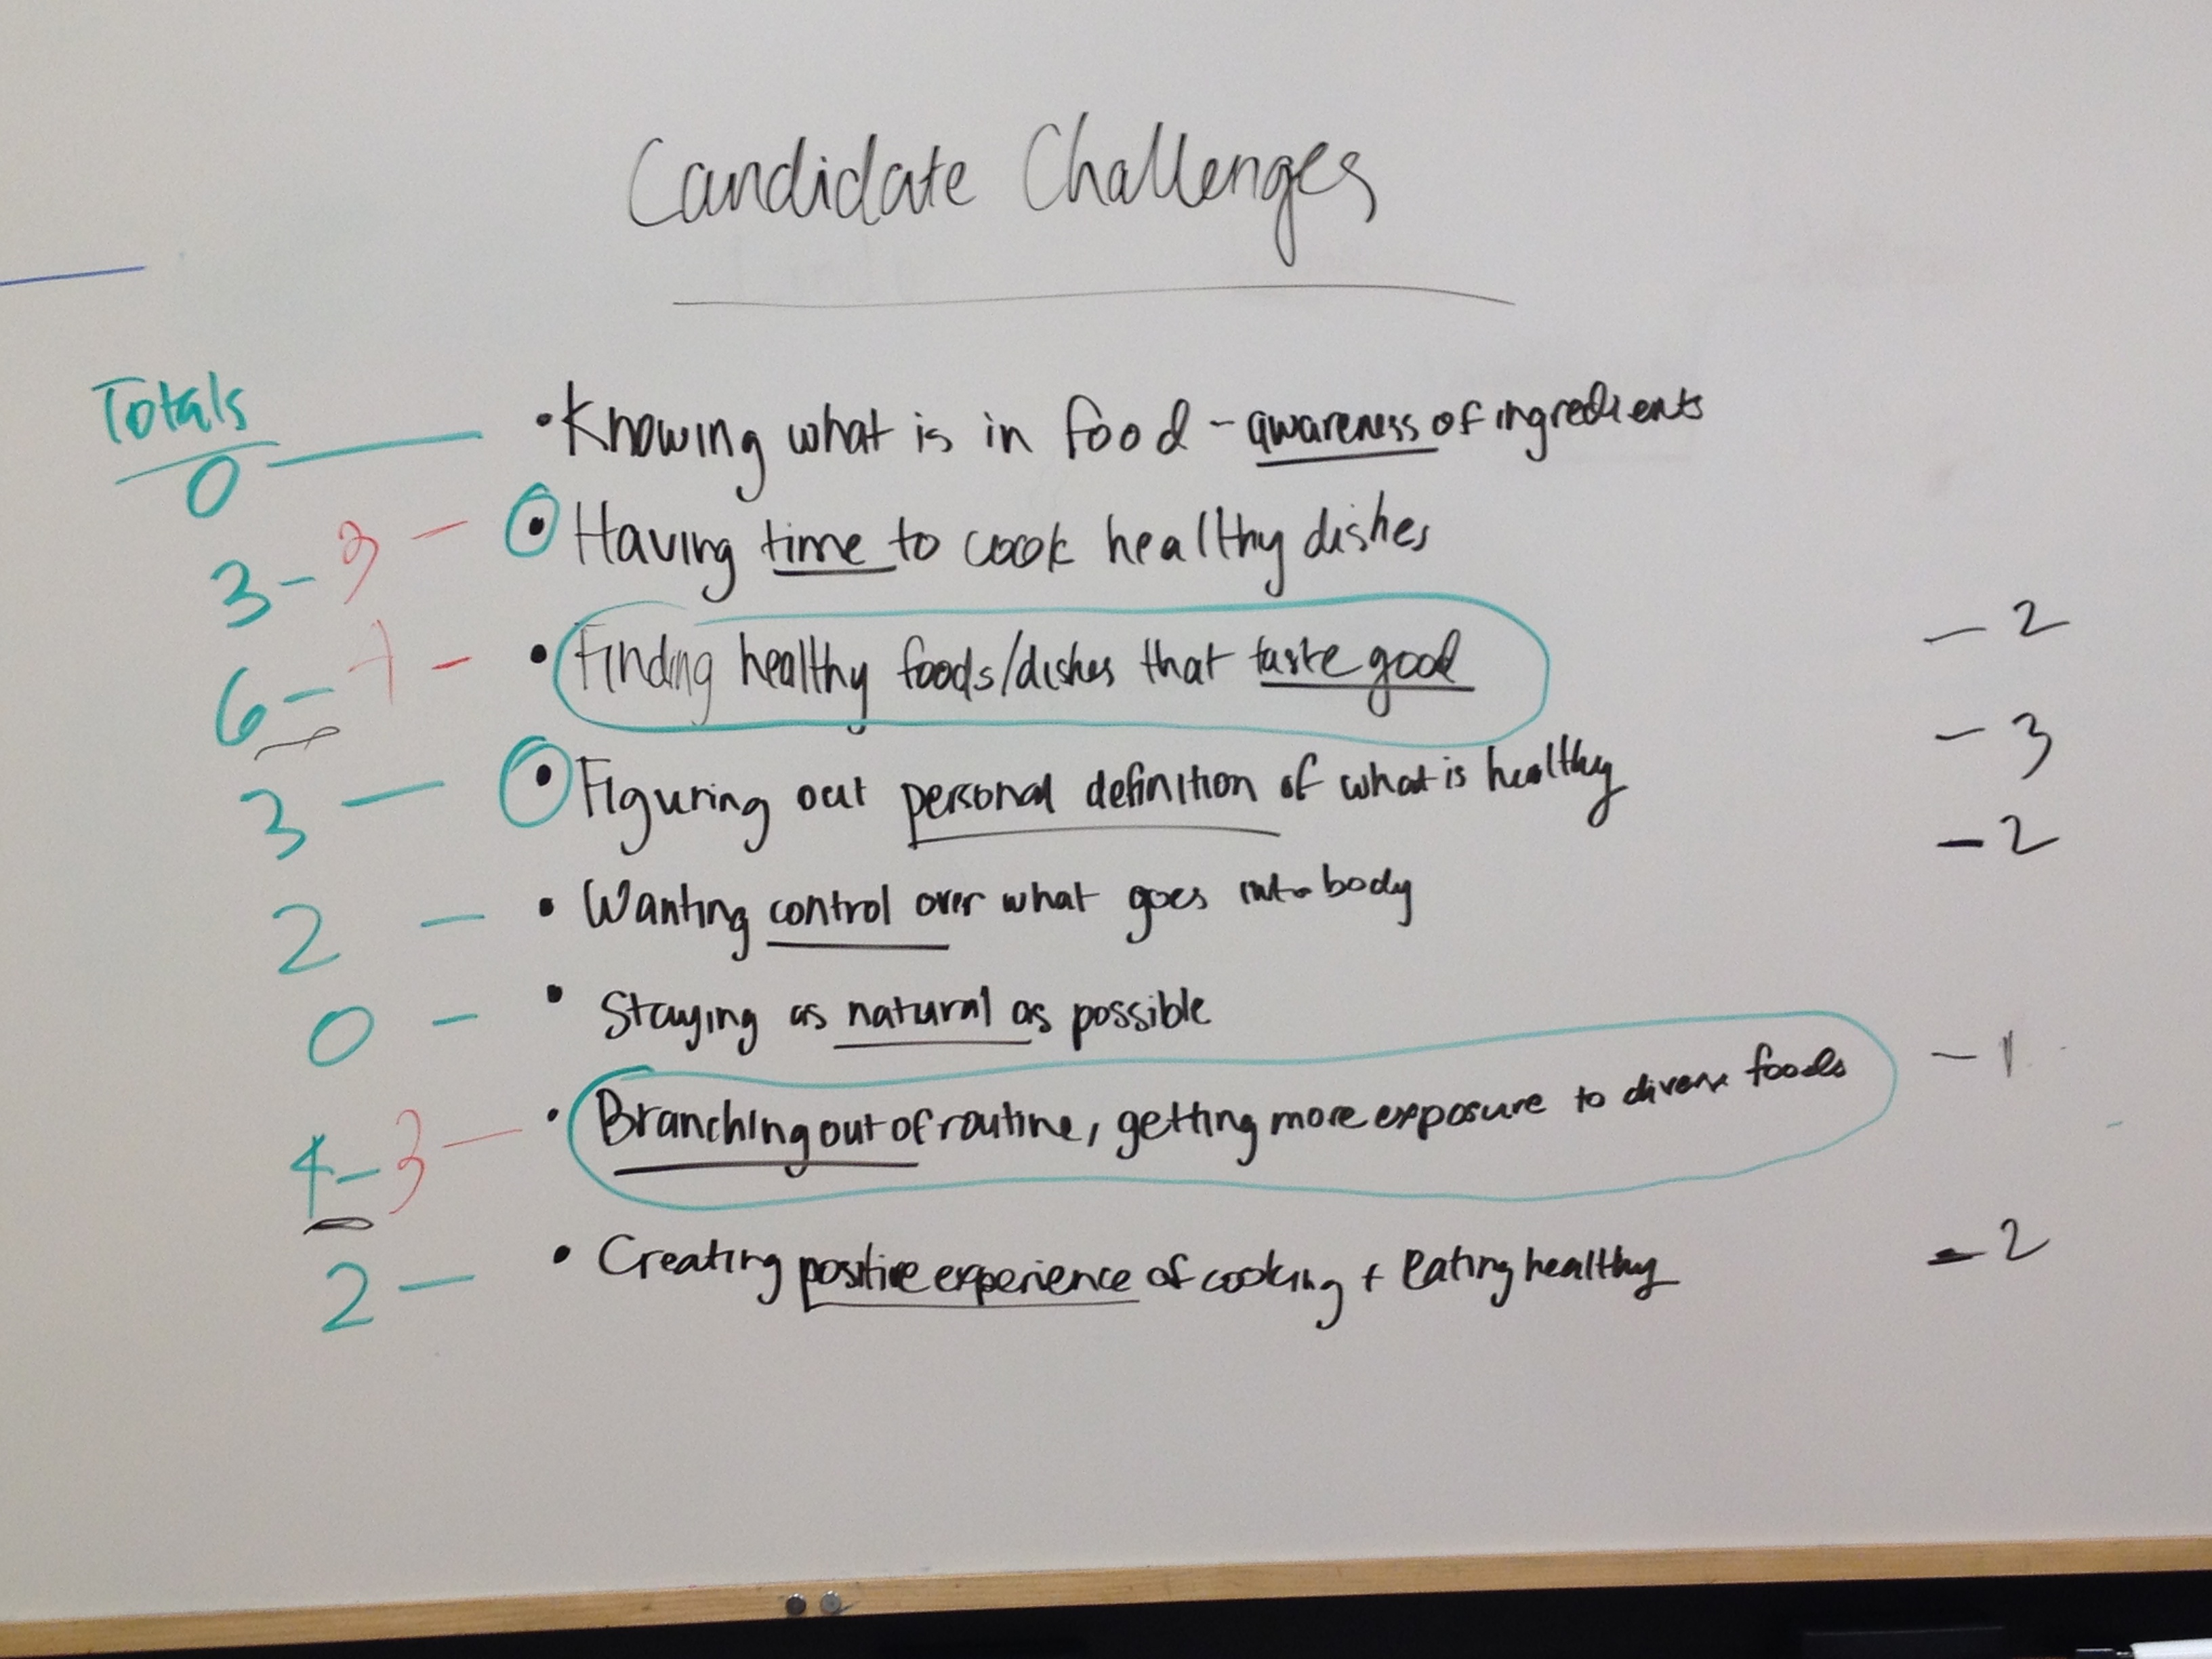 Candidate Challenges
Totals
0 — • Knowing what is in food - awareness of ingredients
3 - 3 — • Having time to cook healthy dishes
6 - — • Finding healthy foods/dishes that taste good — 2
3 — • Figuring out personal definition of what is healthy — 3
— 2
2 — • Wanting control over what goes into body
0 — • Staying as natural as possible
4 - 3 — • Branching out of routine, getting more exposure to diverse foods — 1
2 — • Creating positive experience of cooking + eating healthy — 2